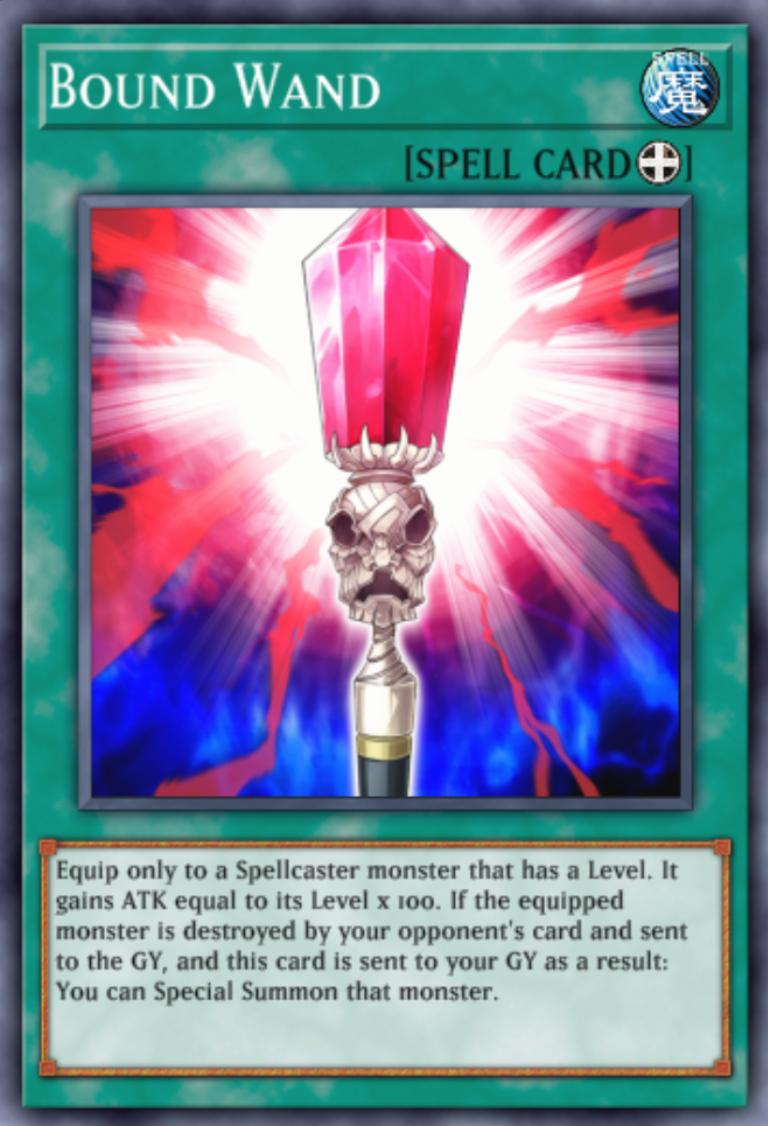 Bound Wand
SPELL
魔
[SPELL CARD]
Equip only to a Spellcaster monster that has a Level. It
gains ATK equal to its Level x 100. If the equipped
monster is destroyed by your opponent's card and sent
to the GY, and this card is sent to your GY as a result:
You can Special Summon that monster.